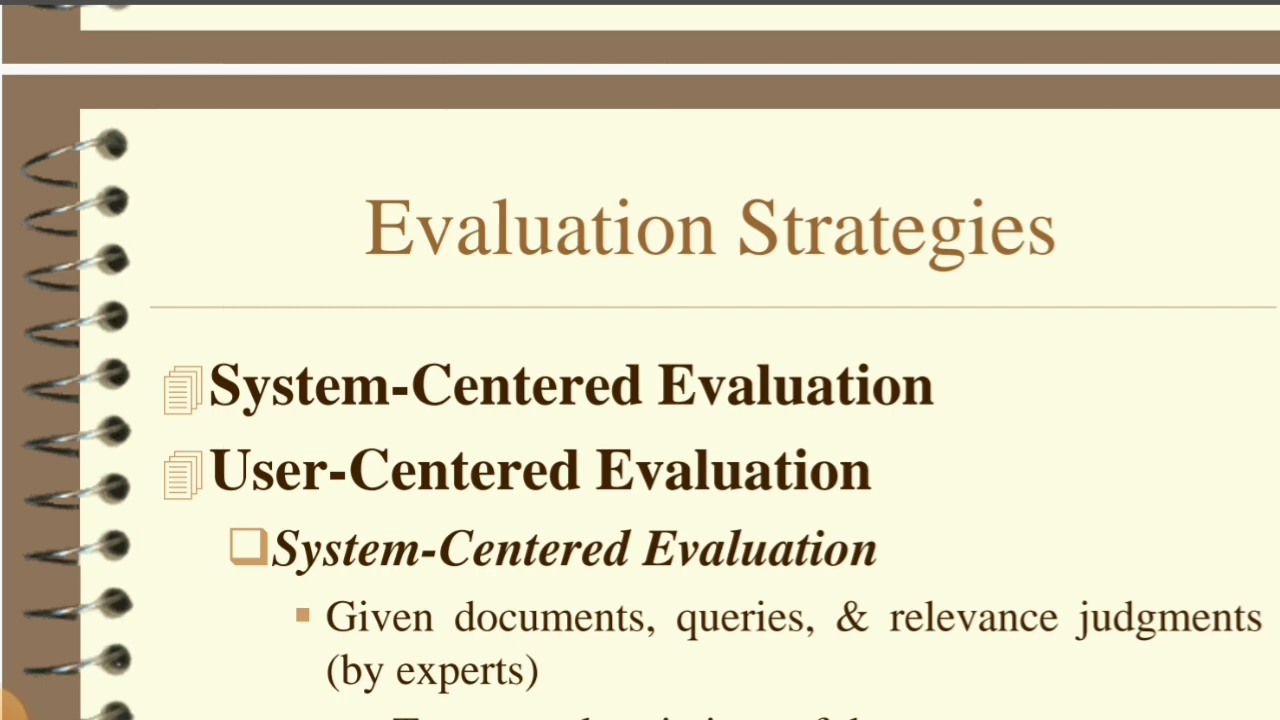 Evaluation Strategies
System-Centered Evaluation
User-Centered Evaluation
System-Centered Evaluation
Given documents, queries, & relevance judgments
(by experts)